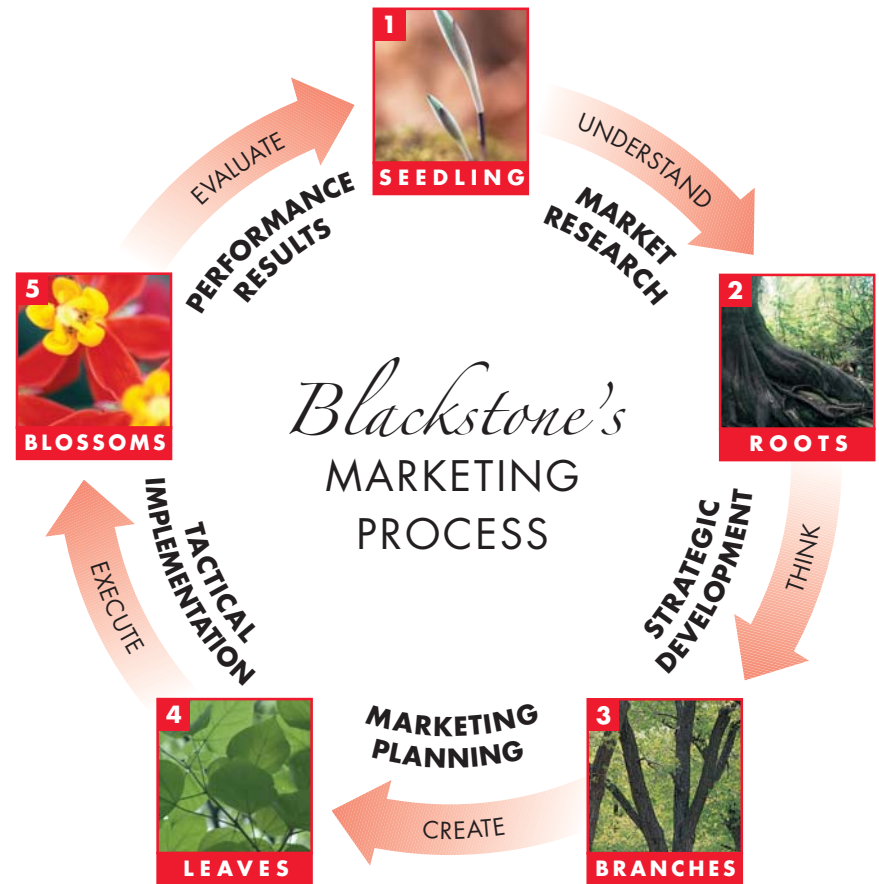 1
SEEDLING
UNDERSTAND
MARKET
RESEARCH
2
ROOTS
THINK
STRATEGIC
DEVELOPMENT
3
BRANCHES
CREATE
MARKETING
PLANNING
4
LEAVES
EXECUTE
TACTICAL
IMPLEMENTATION
5
BLOSSOMS
EVALUATE
PERFORMANCE
RESULTS
Blackstone's
MARKETING
PROCESS